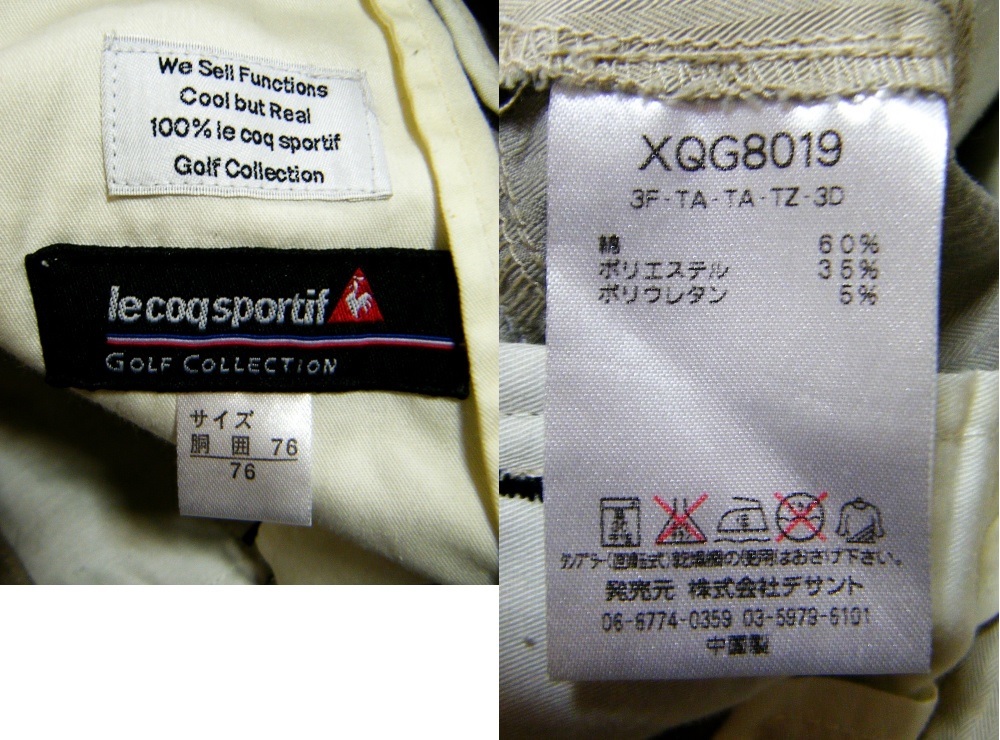 We Sell Functions
Cool but Real
100% le coq sportif
Golf Collection
le coq sportif
GOLF COLLECTION
サイズ
胴 囲 76
76
XQG8019
3F-TA-TA-TZ-3D
綿 60%
ポリエステル 35%
ポリウレタン 5%
タンブラー(回転式)乾燥機の使用はおさけ下さい。
発売元 株式会社デサント
06-6774-0359 03-5979-6101
中国製